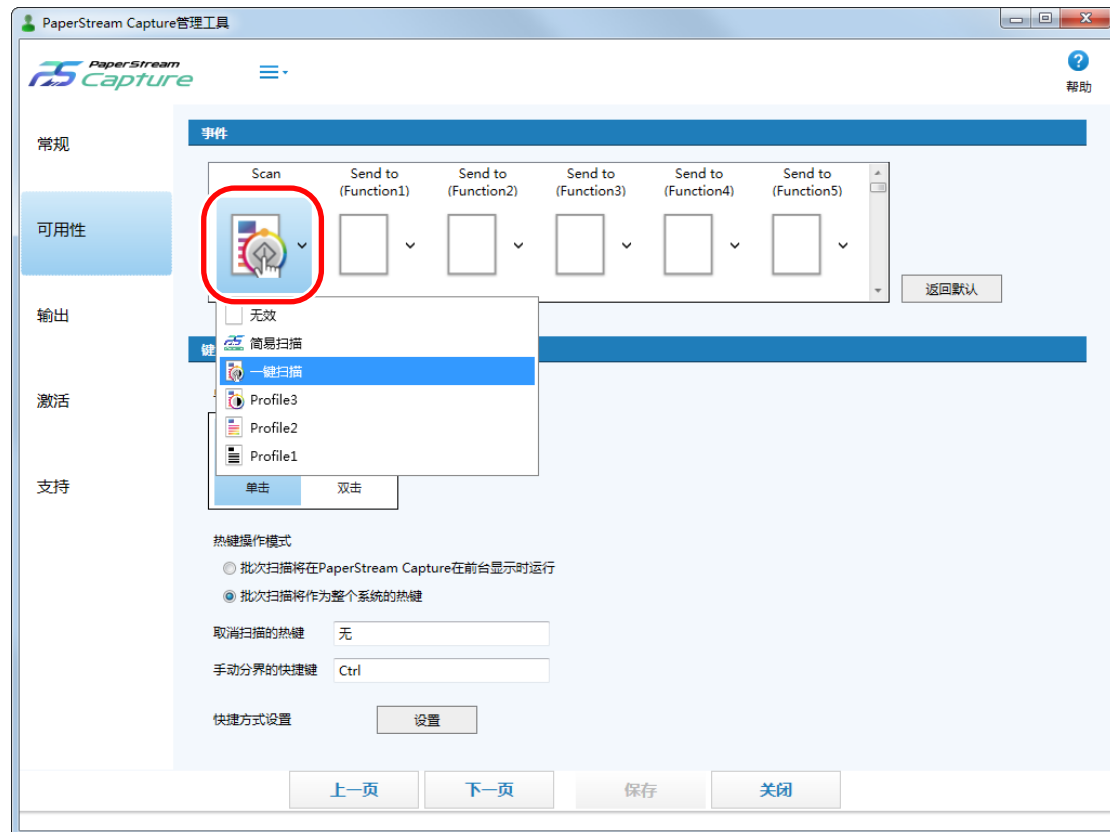 PaperStream Capture管理工具
PaperStream
Capture
帮助
常规
可用性
输出
激活
支持
事件
Scan
Send to
(Function1)
Send to
(Function2)
Send to
(Function3)
Send to
(Function4)
Send to
(Function5)
返回默认
无效
简易扫描
一键扫描
Profile3
Profile2
Profile1
键
单击 双击
热键操作模式
批次扫描将在PaperStream Capture在前台显示时运行
批次扫描将作为整个系统的热键
取消扫描的热键 无
手动分界的快捷键 Ctrl
快捷方式设置 设置
上一页 下一页 保存 关闭